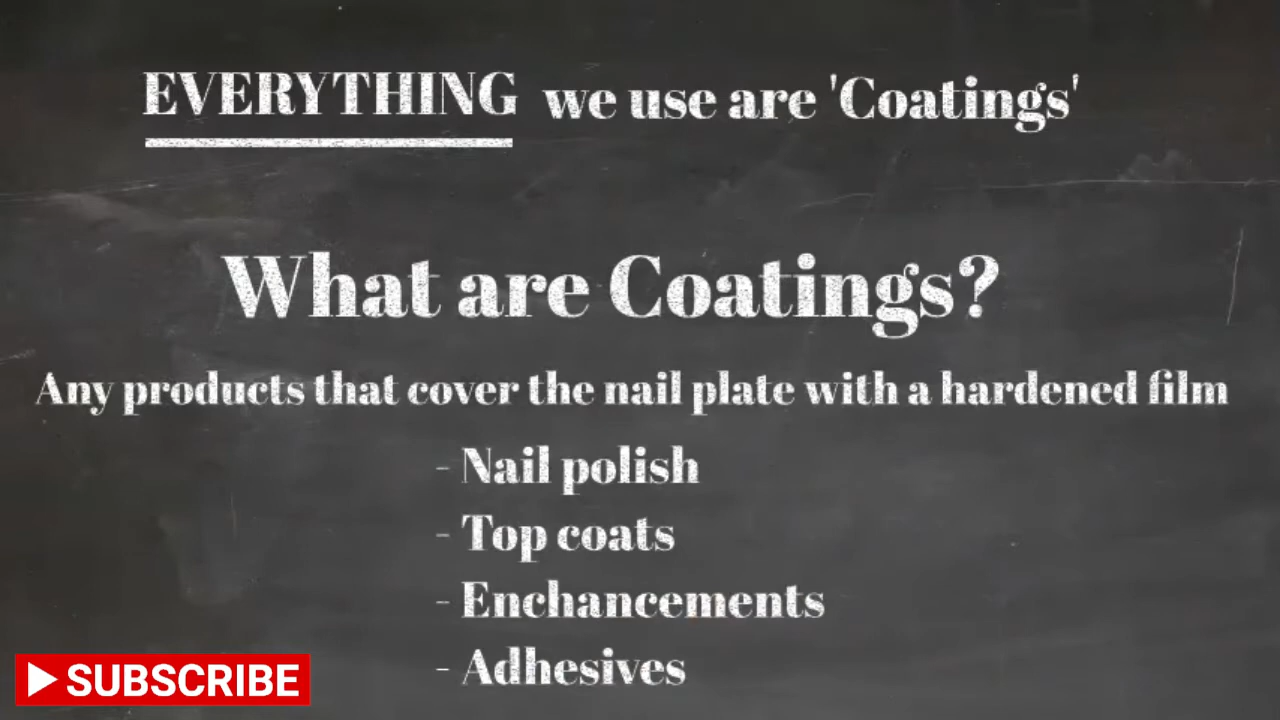 EVERYTHING we use are 'Coatings'
What are Coatings?
Any products that cover the nail plate with a hardened film
- Nail polish
- Top coats
- Enchancements
- Adhesives
SUBSCRIBE